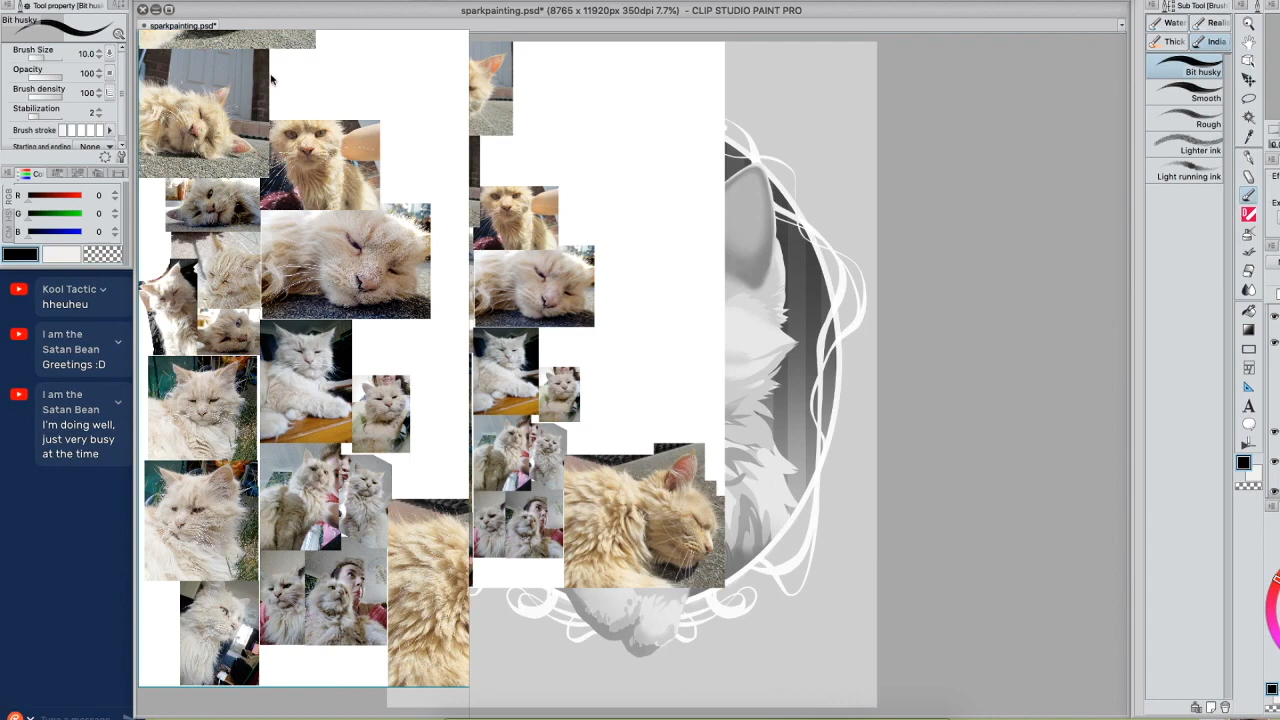 Tool property [Bit hus
Bit husky
Brush Size 10.0
Opacity 100
Brush density 100
Stabilization 2
Brush stroke
Starting and ending None
Co
R 0
G 0
B 0
Kool Tactic
hheuheu
I am the
Satan Bean
Greetings :D
I am the
Satan Bean
I'm doing well,
just very busy
at the time
sparkpainting.psd* (8765 x 11920px 350dpi 7.7%) - CLIP STUDIO PAINT PRO
sparkpainting.psd*
Sub Tool [Brush
Water
Realis
Thick
India
Bit husky
Smooth
Rough
Lighter ink
Light running ink